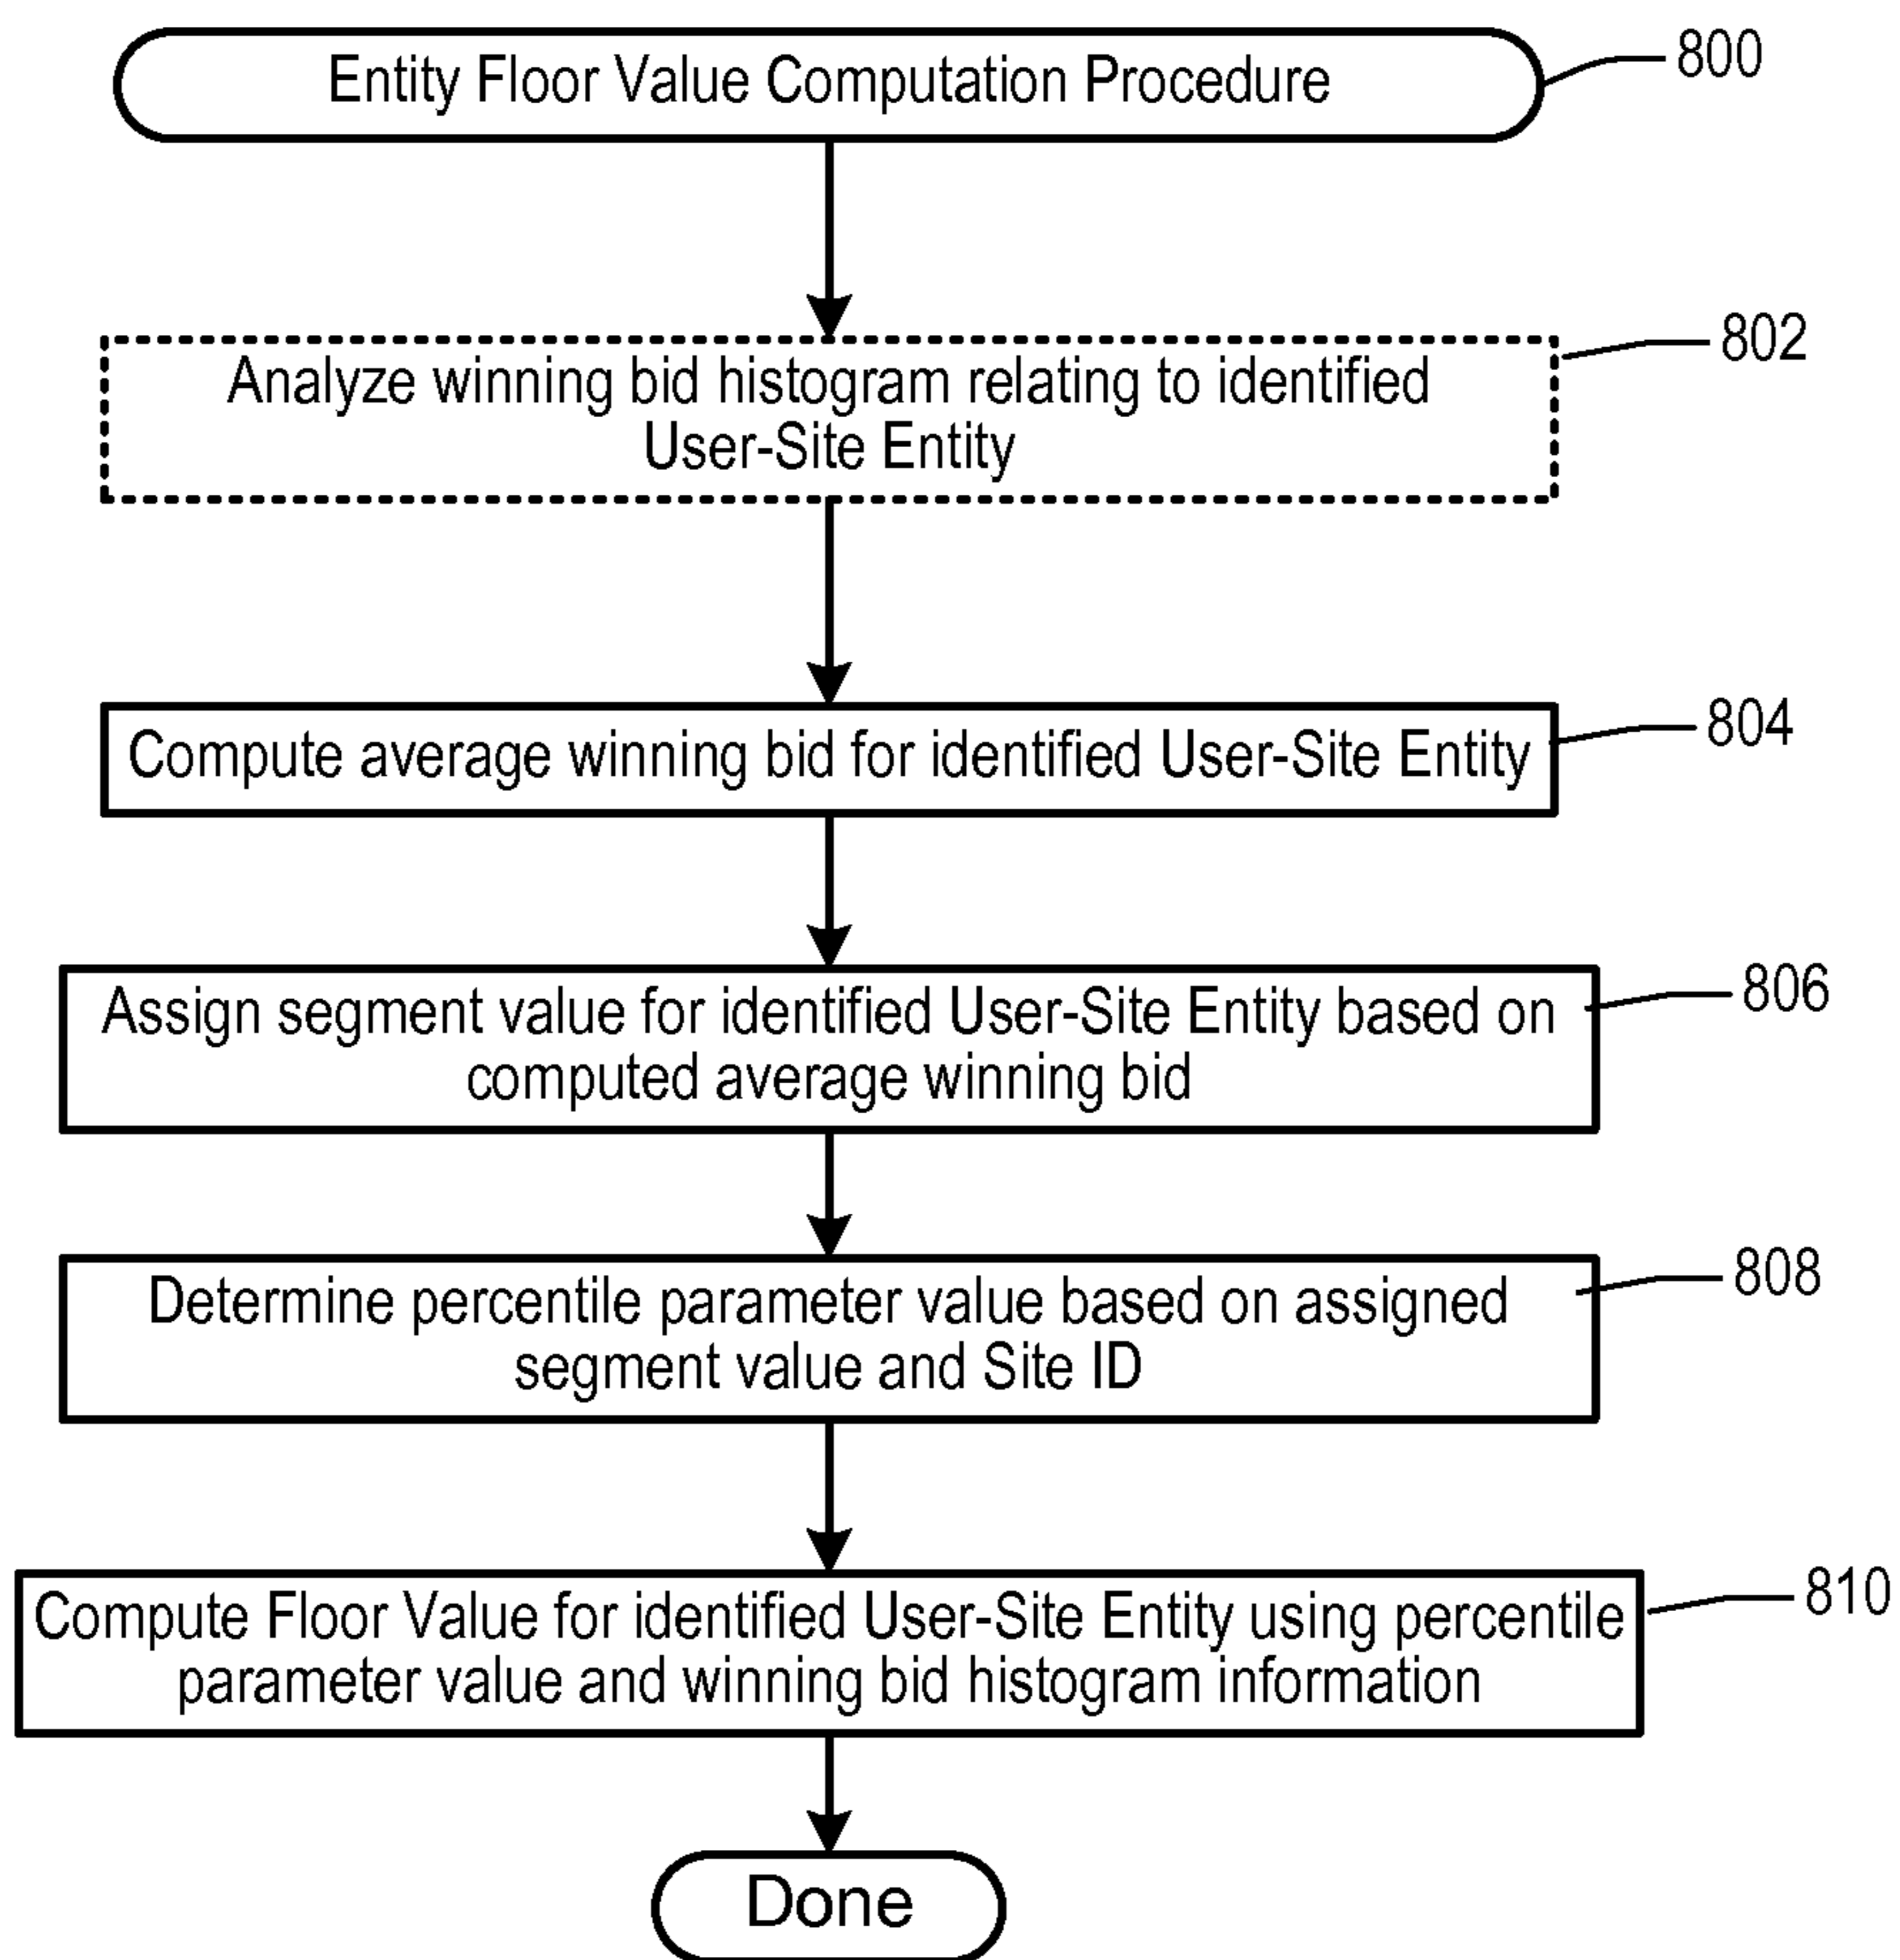 Entity Floor Value Computation Procedure
800
Analyze winning bid histogram relating to identified
User-Site Entity
802
Compute average winning bid for identified User-Site Entity
804
Assign segment value for identified User-Site Entity based on
computed average winning bid
806
Determine percentile parameter value based on assigned
segment value and Site ID
808
Compute Floor Value for identified User-Site Entity using percentile
parameter value and winning bid histogram information
810
Done